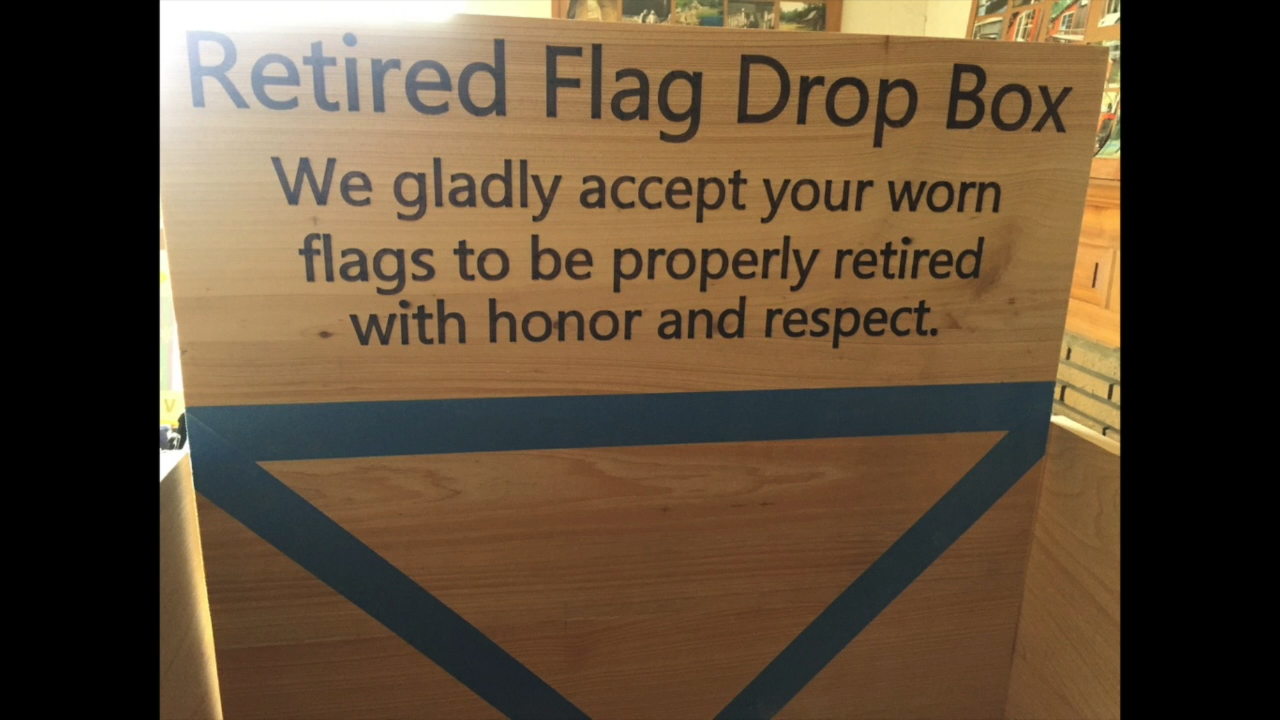 Retired Flag Drop Box
We gladly accept your worn
flags to be properly retired
with honor and respect.